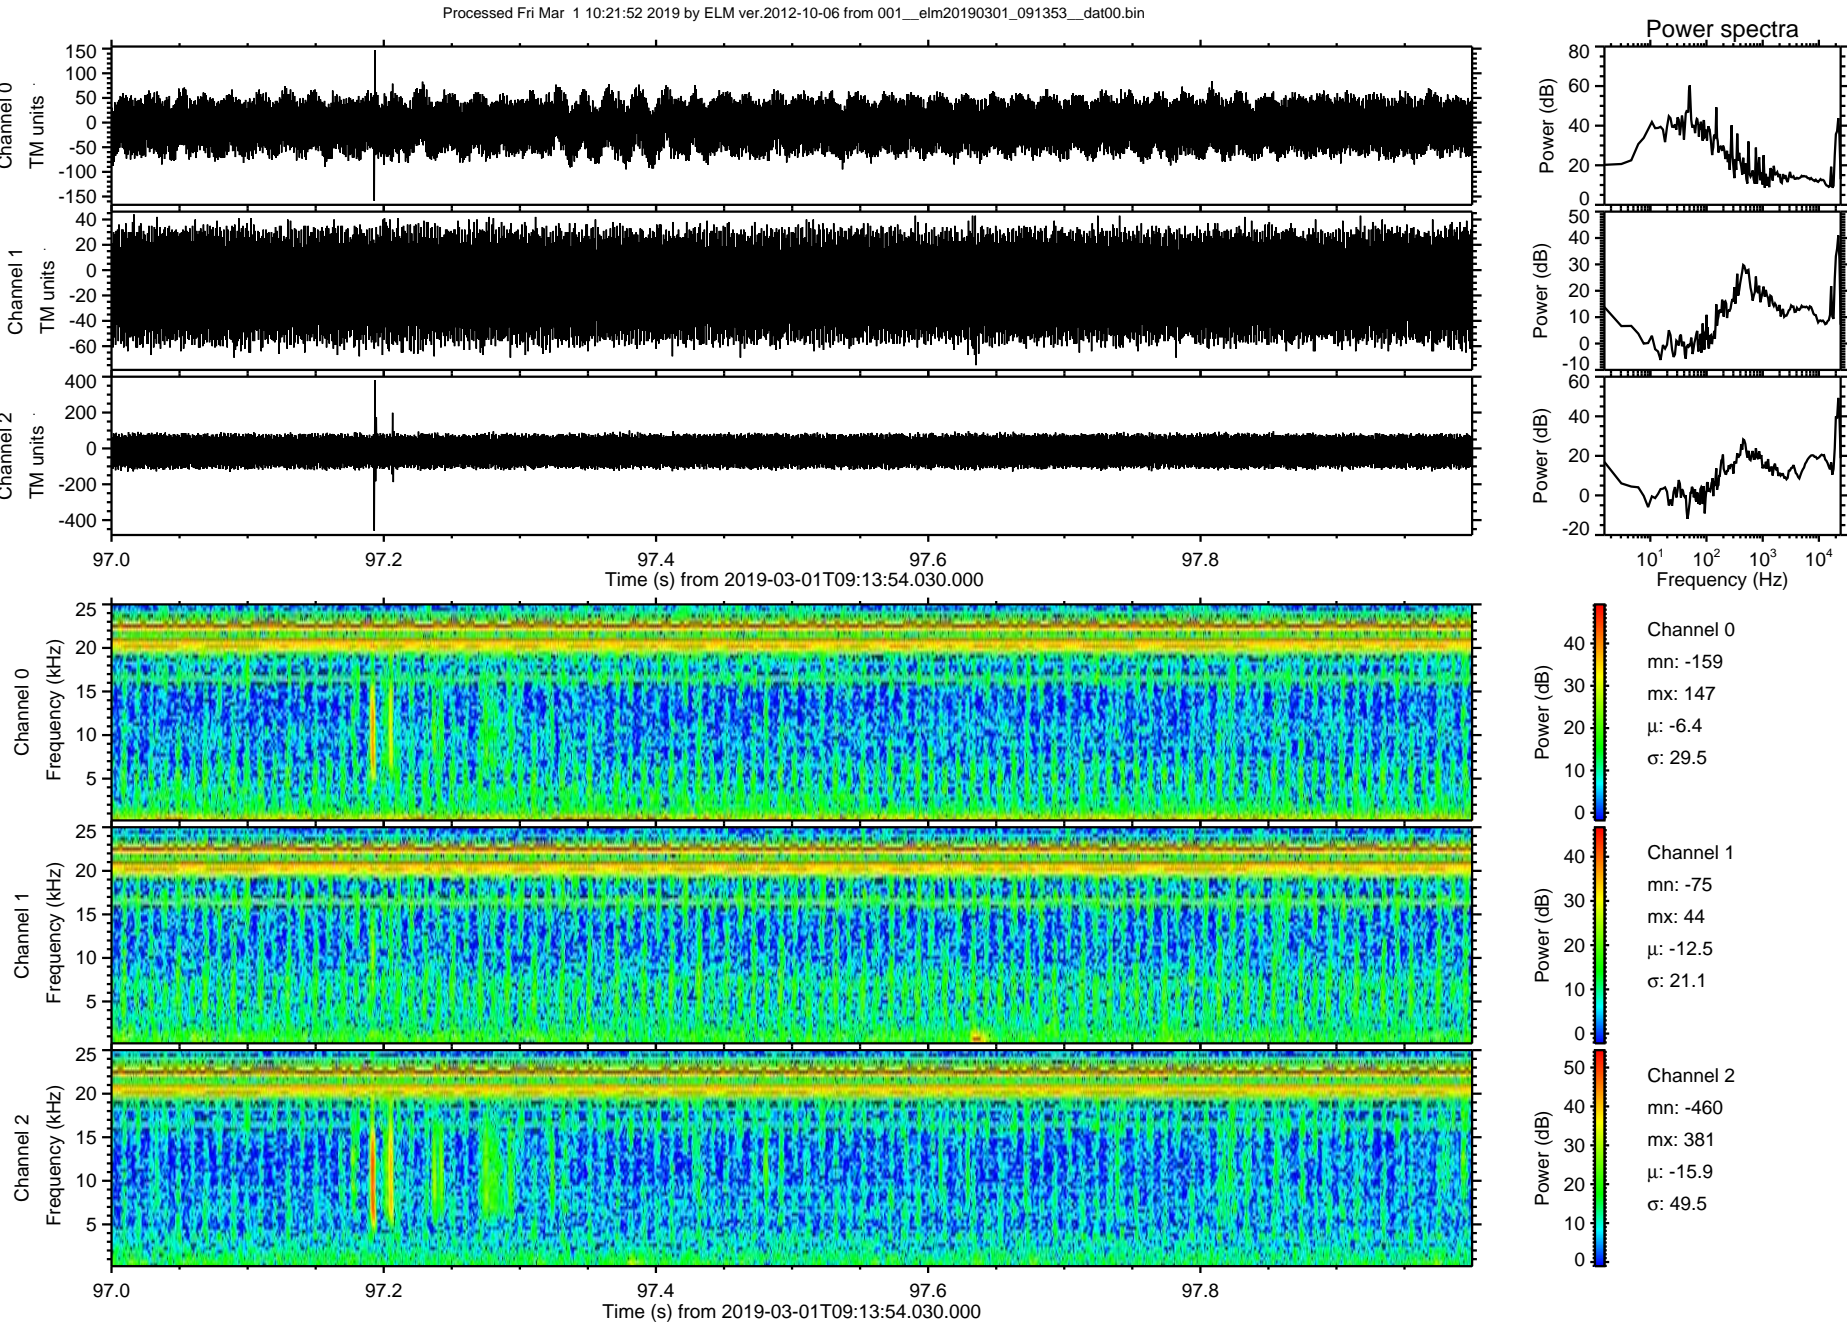 Processed Fri Mar 1 10:21:52 2019 by ELM ver.2012-10-06 from 001__elm20190301_091353__dat00.bin
Power spectra
Channel 0
TM units
150
100
50
0
-50
-100
-150
Power (dB)
80
60
40
20
0
Channel 1
TM units
40
20
0
-20
-40
-60
Power (dB)
50
40
30
20
10
0
-10
Channel 2
TM units
400
200
0
-200
-400
Power (dB)
60
40
20
0
-20
97.0 97.2 97.4 97.6 97.8
Time (s) from 2019-03-01T09:13:54.030.000
10^1 10^2 10^3 10^4
Frequency (Hz)
Channel 0
Frequency (kHz)
25
20
15
10
5
Power (dB)
40
30
20
10
0
Channel 0
mn: -159
mx: 147
μ: -6.4
σ: 29.5
Channel 1
Frequency (kHz)
25
20
15
10
5
Power (dB)
40
30
20
10
0
Channel 1
mn: -75
mx: 44
μ: -12.5
σ: 21.1
Channel 2
Frequency (kHz)
25
20
15
10
5
Power (dB)
50
40
30
20
10
0
Channel 2
mn: -460
mx: 381
μ: -15.9
σ: 49.5
97.0 97.2 97.4 97.6 97.8
Time (s) from 2019-03-01T09:13:54.030.000